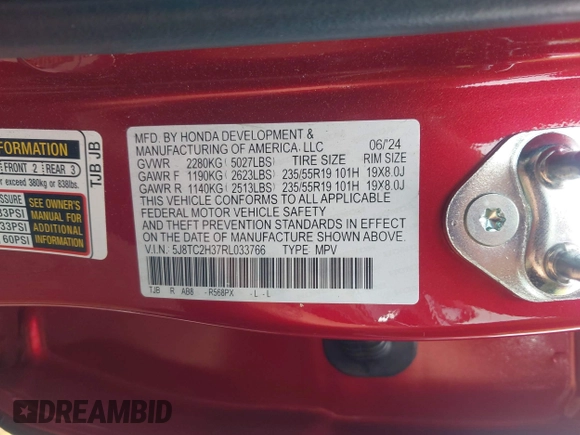 FORMATION
FRONT 2 REAR 3
r exceed 380kg or 838lbs.
33PSI
33PSI
60PSI
SEE OWNER'S
MANUAL FOR
ADDITIONAL
INFORMATION
TJB JB
MFD. BY HONDA DEVELOPMENT &
MANUFACTURING OF AMERICA, LLC 06/'24
GVWR 2280KG (5027LBS) TIRE SIZE RIM SIZE
GAWR F 1190KG (2623LBS) 235/55R19 101H 19X8.0J
GAWR R 1140KG (2513LBS) 235/55R19 101H 19X8.0J
THIS VEHICLE CONFORMS TO ALL APPLICABLE
FEDERAL MOTOR VEHICLE SAFETY
AND THEFT PREVENTION STANDARDS IN EFFECT
ON THE DATE OF MANUFACTURE SHOWN ABOVE.
V.I.N: 5J8TC2H37RL033766 TYPE: MPV
TJB R AB8 -R568PX -L -L
DREAMBID